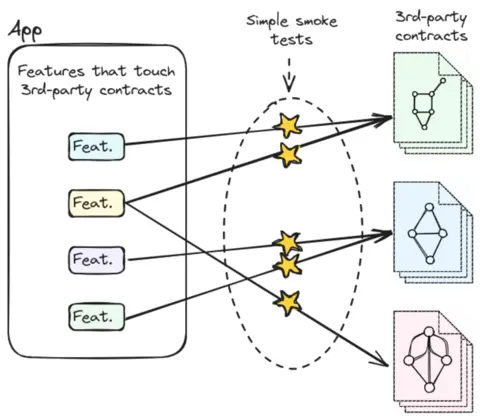 App
Features that touch
3rd-party contracts
Feat.
Feat.
Feat.
Feat.
Simple smoke
tests
3rd-party
contracts